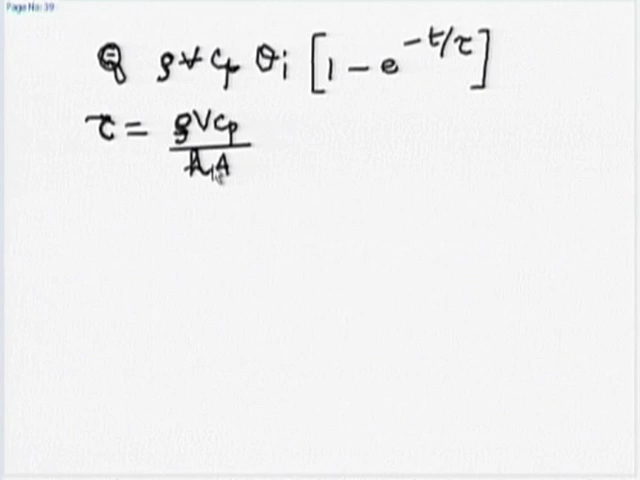 Page No: 39
Q ρ∀ Cp θi [1 - e^-t/τ]
τ = ρVCp / hA